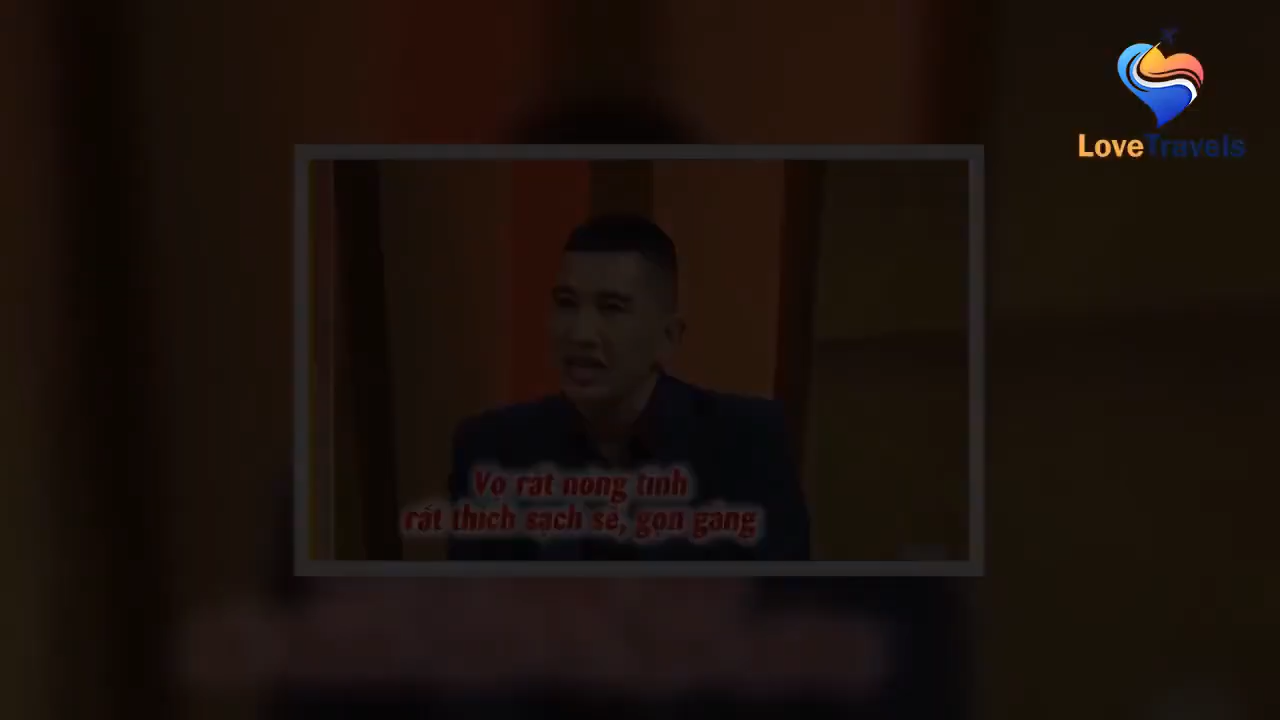 LoveTravels
Vợ rất nóng tính
rất thích sạch sẽ, gọn gàng